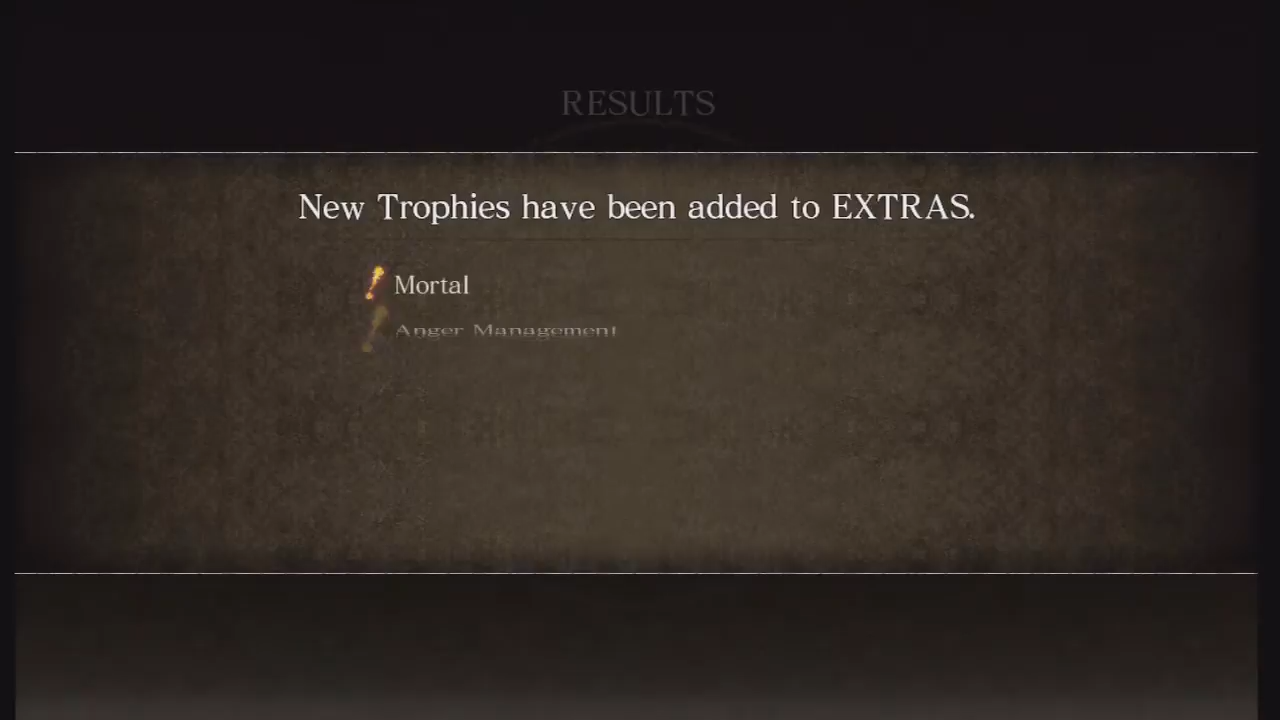 RESULTS
New Trophies have been added to EXTRAS.
Mortal
Anger Management